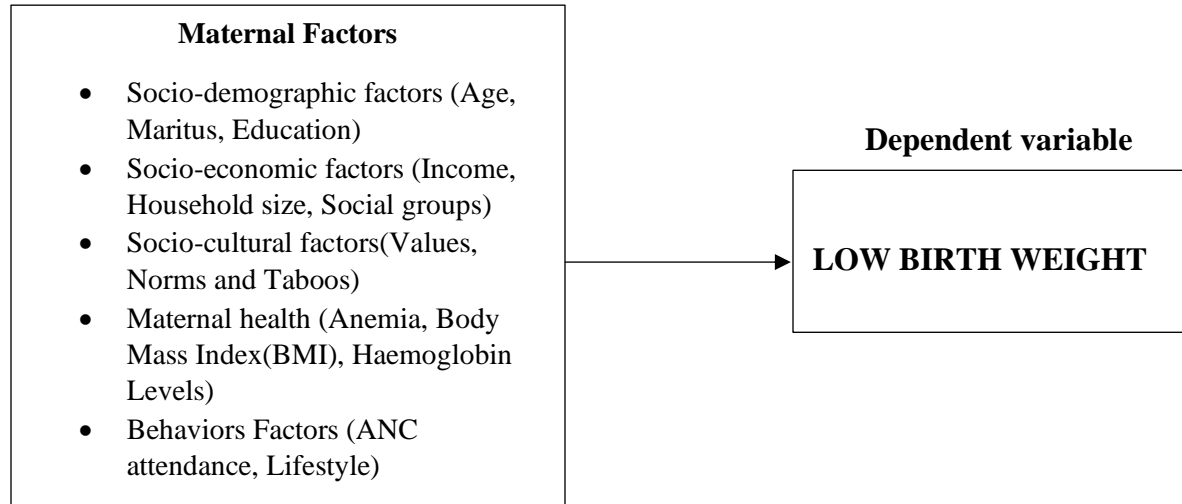 Maternal Factors
• Socio-demographic factors (Age,
Maritus, Education)
• Socio-economic factors (Income,
Household size, Social groups)
• Socio-cultural factors(Values,
Norms and Taboos)
• Maternal health (Anemia, Body
Mass Index(BMI), Haemoglobin
Levels)
• Behaviors Factors (ANC
attendance, Lifestyle)
Dependent variable
LOW BIRTH WEIGHT